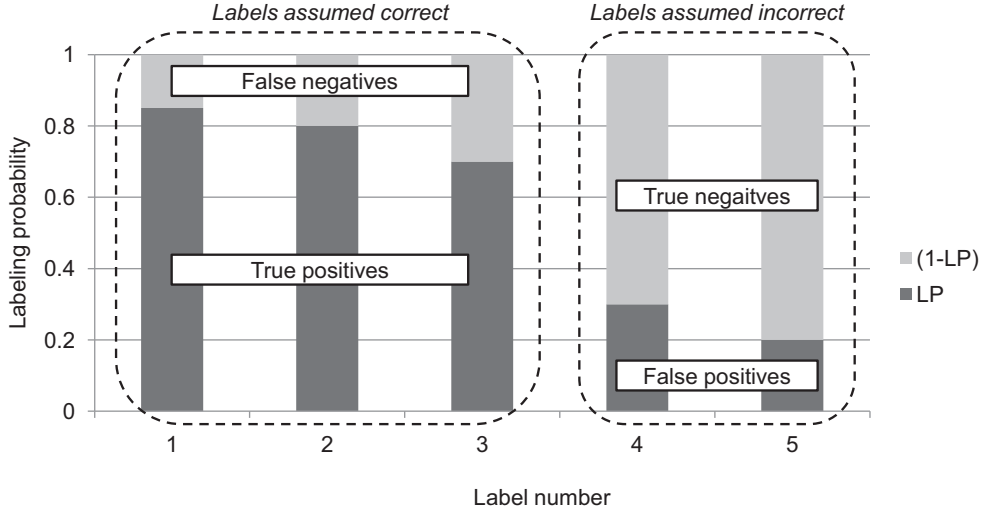 Labels assumed correct
Labels assumed incorrect
1
0.8
0.6
0.4
0.2
0
Labeling probability
False negatives
True positives
True negaitves
False positives
(1-LP)
LP
1
2
3
4
5
Label number